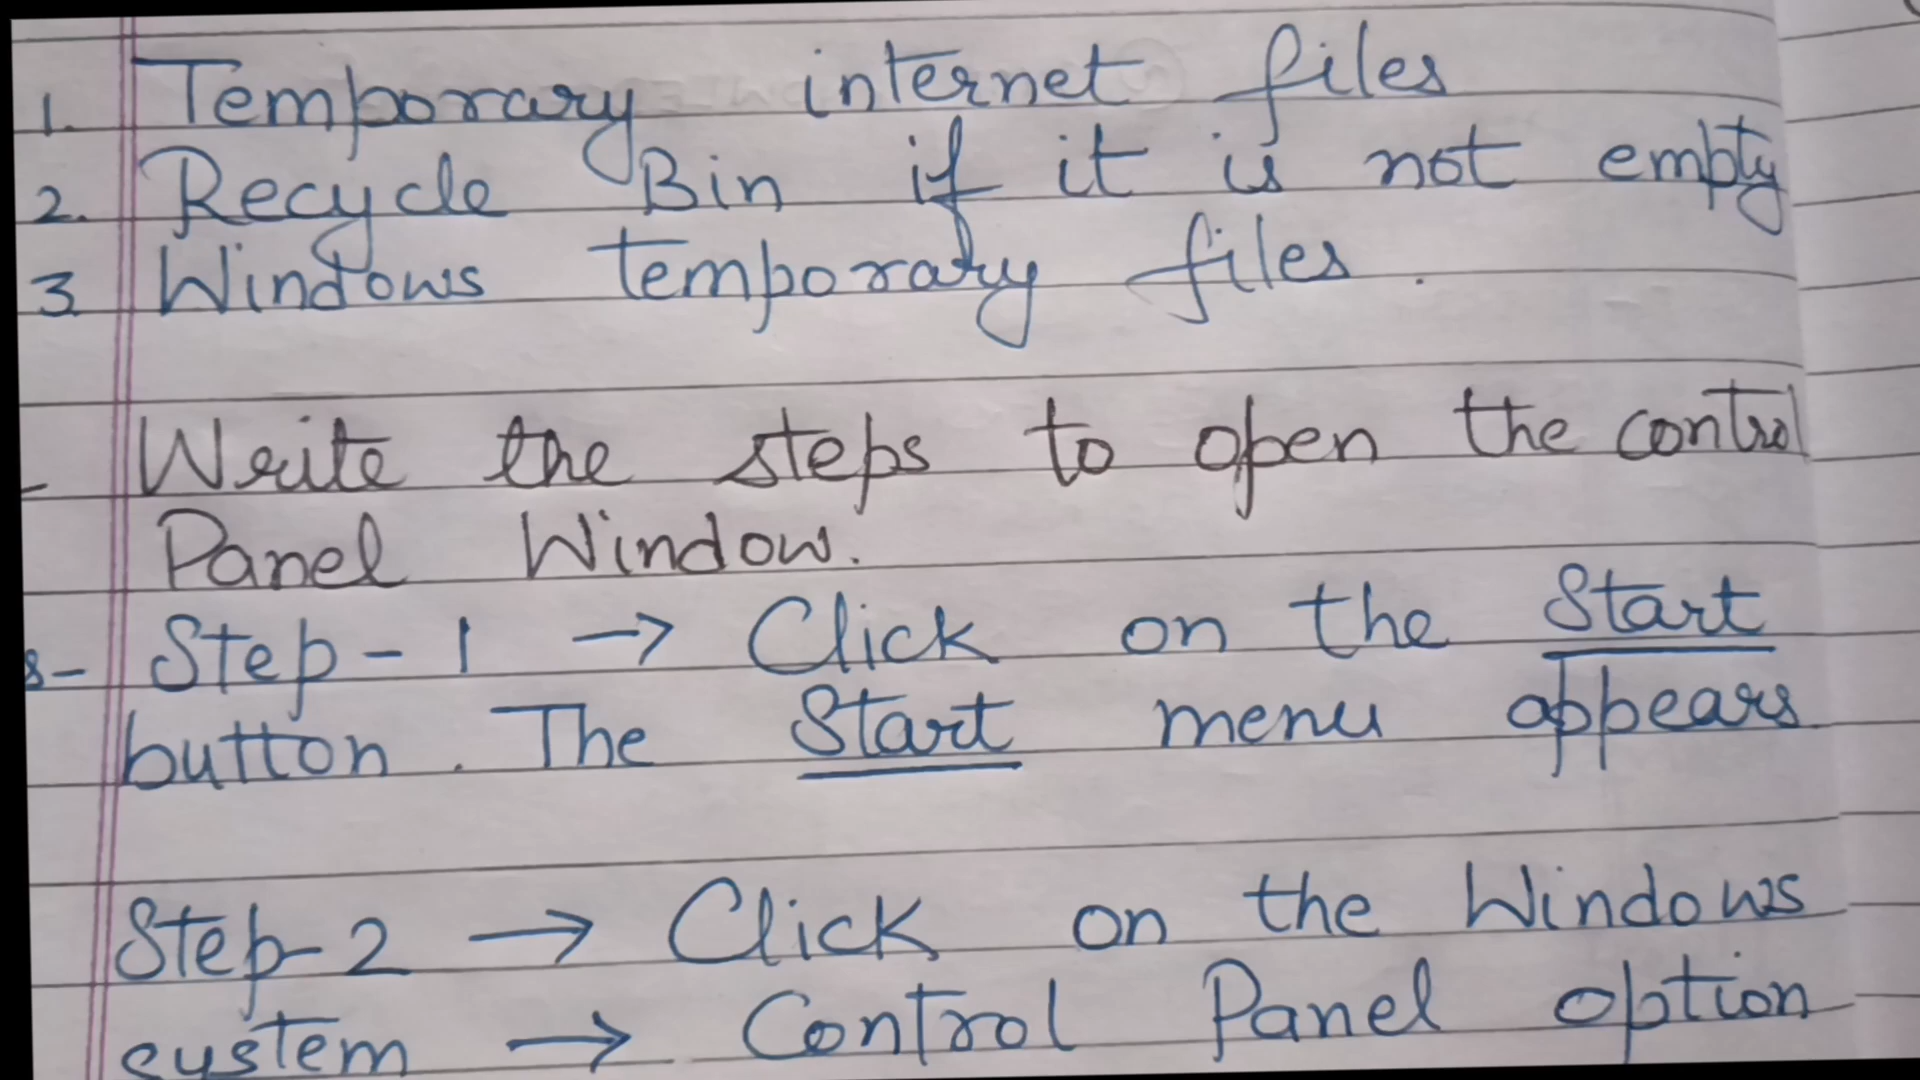 1. Temporary internet files
2. Recycle Bin if it is not empty
3. Windows temporary files.
- Write the steps to open the control
Panel Window.
s- Step-1 → Click on the Start
button. The Start menu appears
Step-2 → Click on the Windows
system → Control Panel option